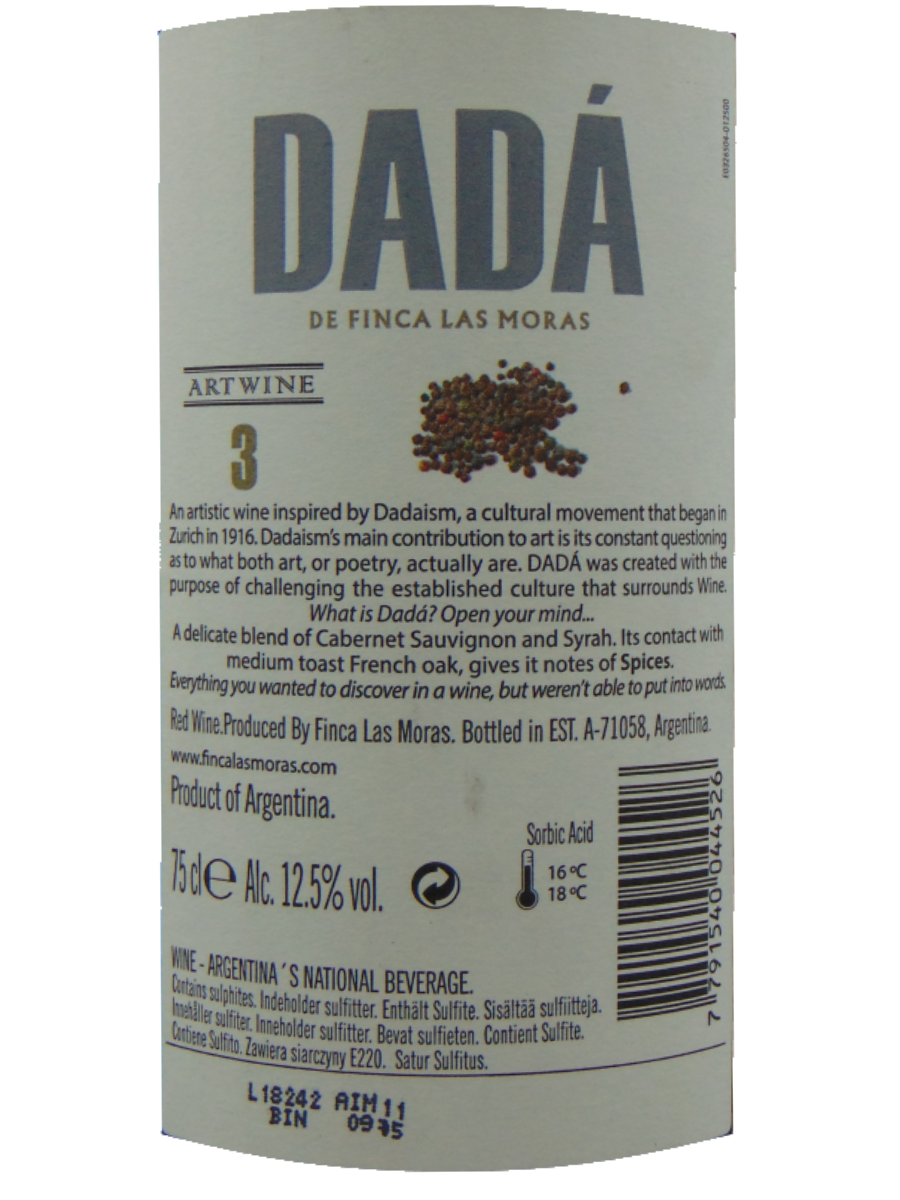 DADÁ
DE FINCA LAS MORAS
ART WINE
3
An artistic wine inspired by Dadaism, a cultural movement that began in
Zurich in 1916. Dadaism's main contribution to art is its constant questioning
as to what both art, or poetry, actually are. DADÁ was created with the
purpose of challenging the established culture that surrounds Wine.
What is Dadá? Open your mind...
A delicate blend of Cabernet Sauvignon and Syrah. Its contact with
medium toast French oak, gives it notes of Spices.
Everything you wanted to discover in a wine, but weren't able to put into words.
Red Wine.Produced By Finca Las Moras. Bottled in EST. A-71058, Argentina.
www.fincalasmoras.com
Product of Argentina.
Sorbic Acid
16 ºC
18 ºC
75 cl e Alc. 12.5% vol.
7 791540 044526
WINE - ARGENTINA ´S NATIONAL BEVERAGE.
Contains sulphites. Indeholder sulfitter. Enthält Sulfite. Sisältää sulfiitteja.
Innehåller sulfiter. Inneholder sulfitter. Bevat sulfieten. Contient Sulfite.
Contiene Sulfito. Zawiera siarczyny E220. Satur Sulfitus.
L18242 AIM11
BIN